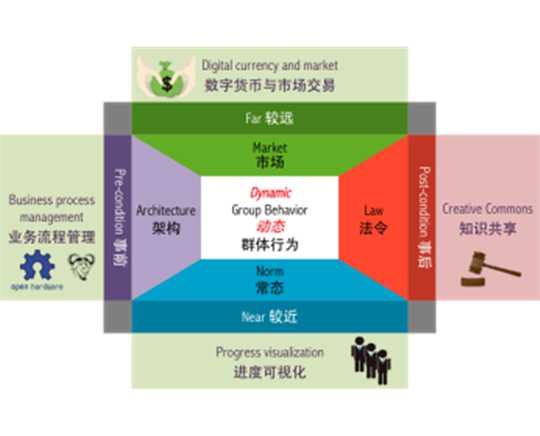 Digital currency and market
数字货币与市场交易
Far 较远
Market
市场
Business process
management
业务流程管理
open hardware
Pre-condition 事前
Architecture
架构
Dynamic
Group Behavior
动态
群体行为
Law
法令
Post-condition 事后
Creative Commons
知识共享
Norm
常态
Near 较近
Progress visualization
进度可视化